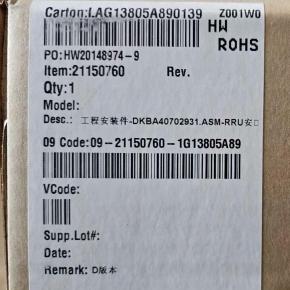 Carton:LAG13805A890139 Z001W0
HW
ROHS
PO:HW20148974-9
Item:21150760 Rev.
Qty:1
Model:
Desc.: 工程安装件-DKBA40702931.ASM-RRU安
09 Code:09-21150760-1G13805A89
VCode:
Supp.Lot#:
Date:
Remark: D版本